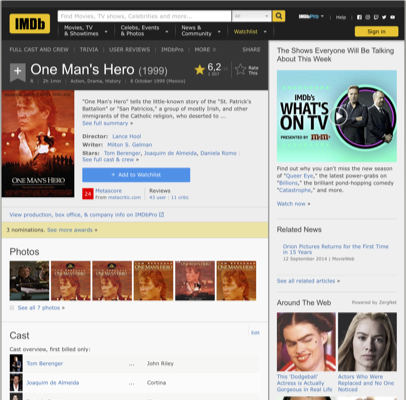 IMDb
Find Movies, TV shows, Celebrities and more...
All
IMDbPro
Help
Movies, TV & Showtimes
Celebs, Events & Photos
News & Community
Watchlist
Sign in
FULL CAST AND CREW | TRIVIA | USER REVIEWS | IMDbPro | MORE
SHARE
One Man's Hero (1999)
6,2
Rate This
2h 1min | Action, Drama, History | 8 October 1999 (Mexico)
"One Man's Hero" tells the little-known story of the "St. Patrick's
Battalion" or "San Patricios," a group of mostly Irish, and other
immigrants of the Catholic religion, who deserted to ...
See full summary »
Director: Lance Hool
Writer: Milton S. Gelman
Stars: Tom Berenger, Joaquim de Almeida, Daniela Romo
See full cast & crew »
+ Add to Watchlist
ONE MAN'S HERO
24
Metascore
From metacritic.com
Reviews
43 user | 11 critic
View production, box office, & company info on IMDbPro
3 nominations. See more awards »
Photos
See all 7 photos »
Cast
Edit
Cast overview, first billed only:
Tom Berenger ... John Riley
Joaquim de Almeida ... Cortina
The Shows Everyone Will Be Talking
About This Week
IMDb's
WHAT'S
ON TV
PRESENTED BY m&m's
Find out why you can't miss the new season
of "Queer Eye," the latest power-grabs on
"Billions," the brilliant pond-hopping comedy
"Catastrophe," and more.
Watch now »
Related News
Orion Pictures Returns for the First Time
in 15 Years
12 September 2014 | MovieWeb
See all related articles »
Around The Web
Powered by ZergNet
This 'Dodgeball'
Actress is Actually
Gorgeous in Real Life
Actors Who Were
Replaced and No One
Noticed